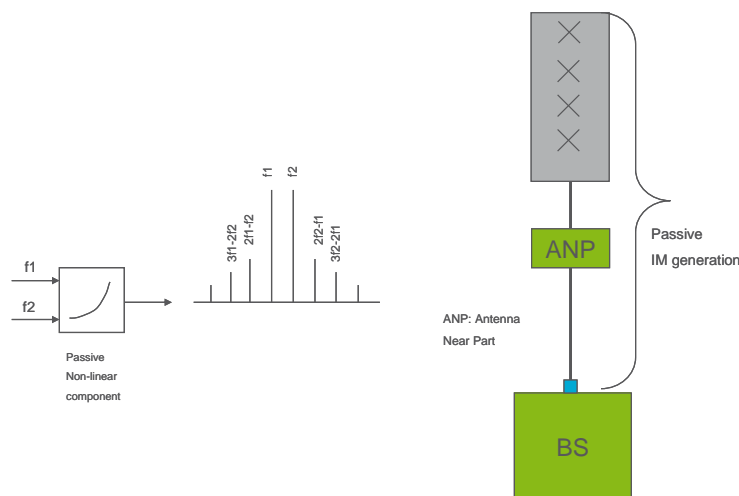 f1
f2
Passive
Non-linear
component
3f1-2f2
2f1-f2
f1
f2
2f2-f1
3f2-2f1
ANP
ANP: Antenna
Near Part
BS
Passive
IM generation